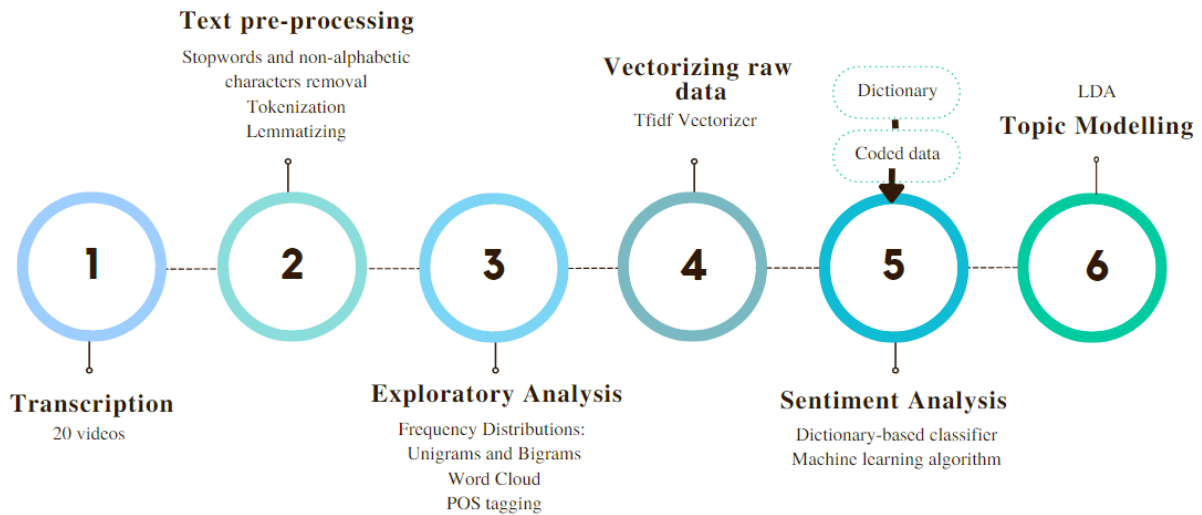 1
Transcription
20 videos
2
Text pre-processing
Stopwords and non-alphabetic
characters removal
Tokenization
Lemmatizing
3
Exploratory Analysis
Frequency Distributions:
Unigrams and Bigrams
Word Cloud
POS tagging
4
Vectorizing raw
data
Tfidf Vectorizer
5
Dictionary
Coded data
Sentiment Analysis
Dictionary-based classifier
Machine learning algorithm
6
LDA
Topic Modelling